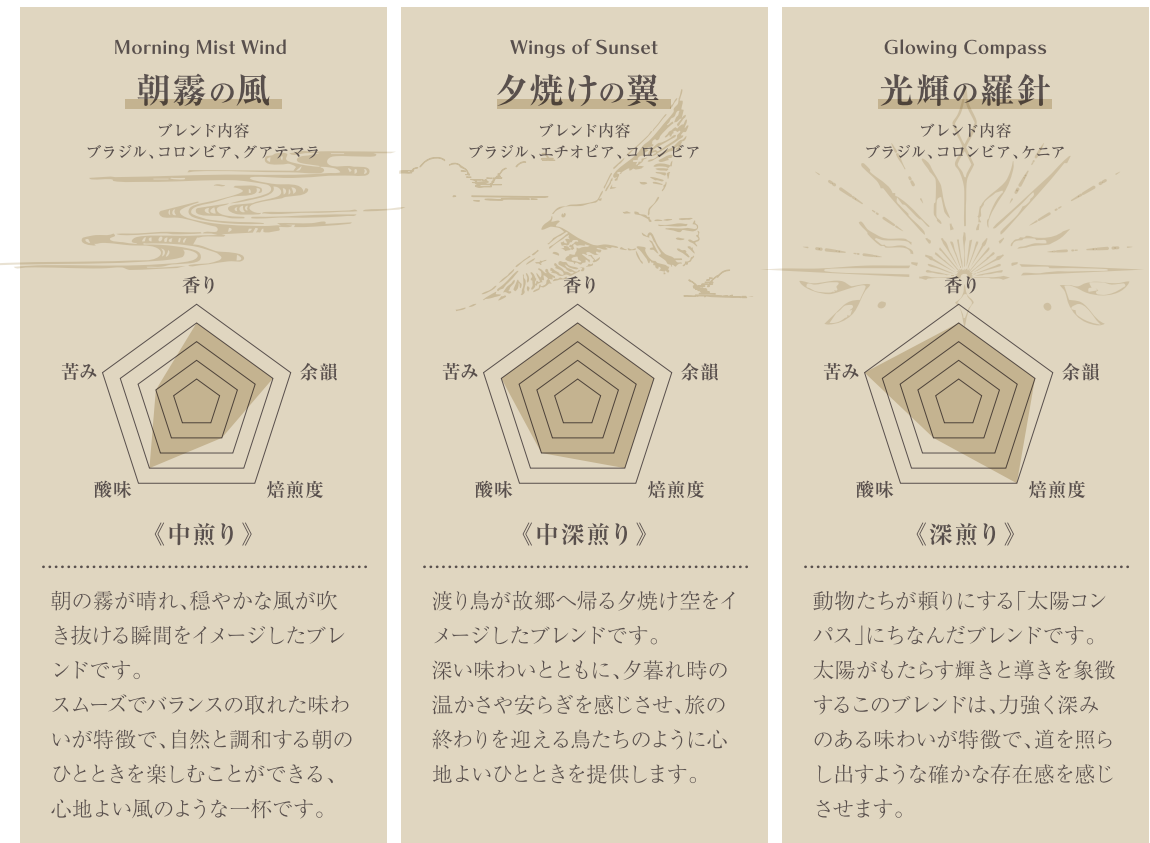 Morning Mist Wind
朝霧の風
ブレンド内容
ブラジル、コロンビア、グアテマラ
香り
苦み
余韻
酸味
焙煎度
《中煎り》
朝の霧が晴れ、穏やかな風が吹
き抜ける瞬間をイメージしたブレ
ンドです。
スムーズでバランスの取れた味わ
いが特徴で、自然と調和する朝の
ひとときを楽しむことができる、
心地よい風のような一杯です。
Wings of Sunset
夕焼けの翼
ブレンド内容
ブラジル、エチオピア、コロンビア
香り
苦み
余韻
酸味
焙煎度
《中深煎り》
渡り鳥が故郷へ帰る夕焼け空をイ
メージしたブレンドです。
深い味わいとともに、夕暮れ時の
温かさや安らぎを感じさせ、旅の
終わりを迎える鳥たちのように心
地よいひとときを提供します。
Glowing Compass
光輝の羅針
ブレンド内容
ブラジル、コロンビア、ケニア
香り
苦み
余韻
酸味
焙煎度
《深煎り》
動物たちが頼りにする「太陽コン
パス」にちなんだブレンドです。
太陽がもたらす輝きと導きを象徴
するこのブレンドは、力強く深み
のある味わいが特徴で、道を照ら
し出すような確かな存在感を感じ
させます。